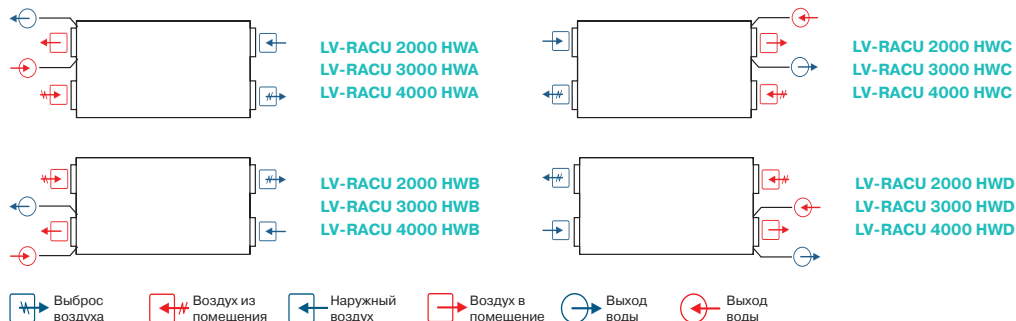 LV-RACU 2000 HWA
LV-RACU 3000 HWA
LV-RACU 4000 HWA
LV-RACU 2000 HWC
LV-RACU 3000 HWC
LV-RACU 4000 HWC
LV-RACU 2000 HWB
LV-RACU 3000 HWB
LV-RACU 4000 HWB
LV-RACU 2000 HWD
LV-RACU 3000 HWD
LV-RACU 4000 HWD
Выброс
воздуха
Воздух из
помещения
Наружный
воздух
Воздух в
помещение
Выход
воды
Выход
воды